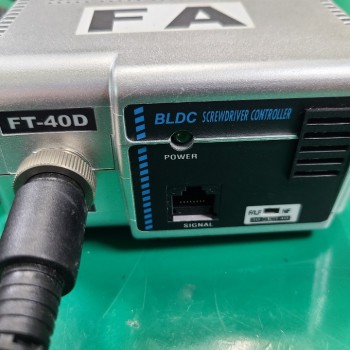 FA
FT-40D
BLDC SCREWDRIVER CONTROLLER
POWER
SIGNAL